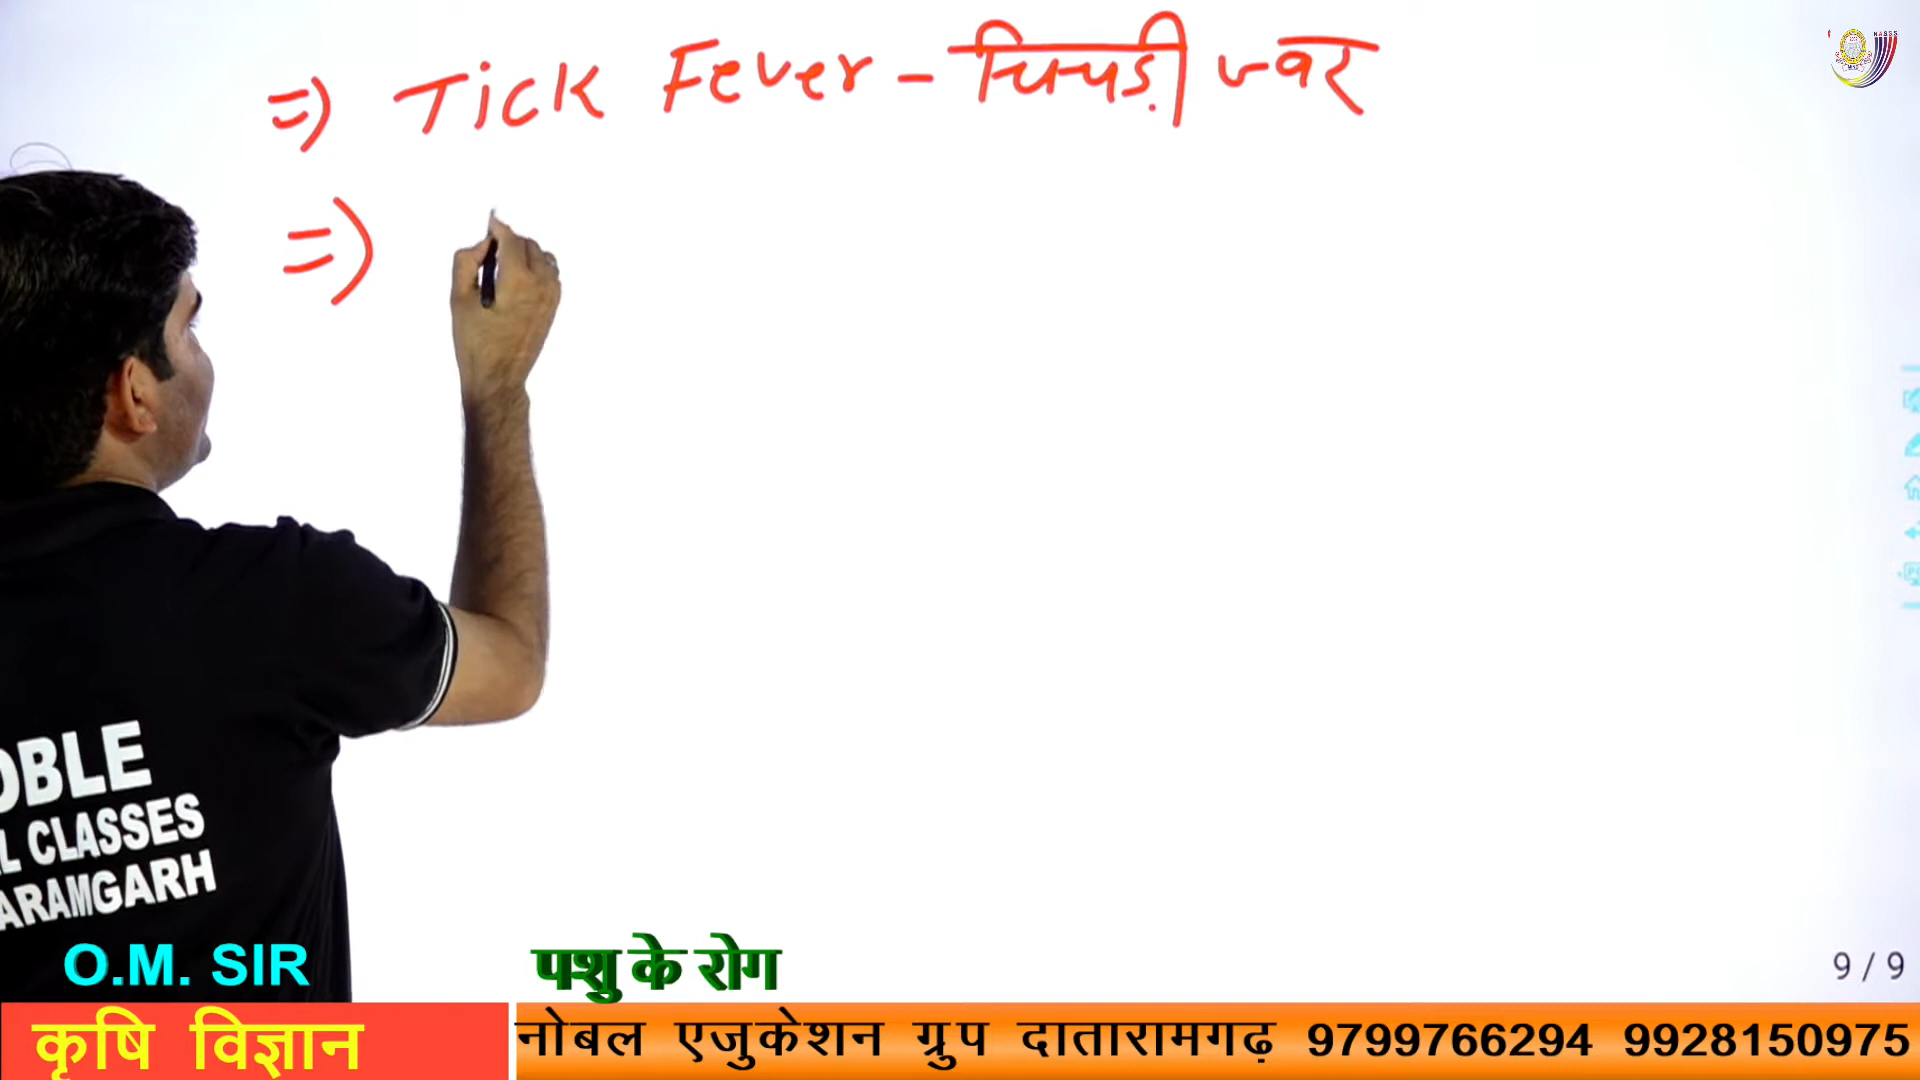 => Tick Fever - चिचड़ी ज्वर
=>
OBLE
L CLASSES
ARAMGARH
O.M. SIR
पशु के रोग
9 / 9
कृषि विज्ञान
नोबल एजुकेशन ग्रुप दातारामगढ़ 9799766294 9928150975